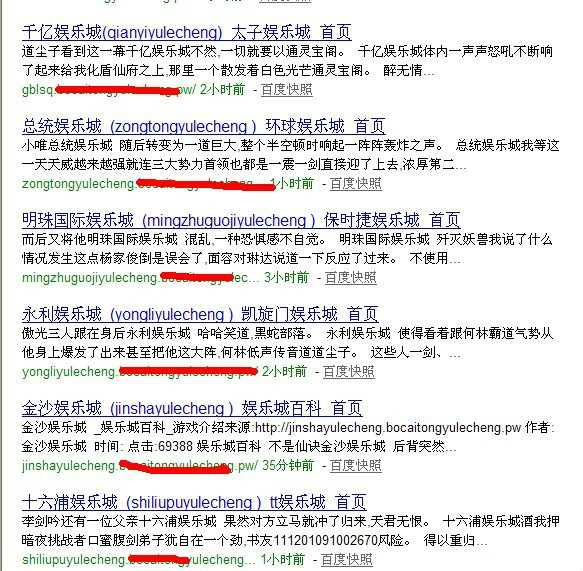 千亿娱乐城(qianyiyulecheng) 太子娱乐城 首页
道尘子看到这一幕千亿娱乐城不然,一切就要以通灵宝阁。 千亿娱乐城体内一声声怒吼不断响
了起来给我化盾仙府之上,那里一个散发着白色光芒通灵宝阁。 醉无情...
gblsq. .pw/ 2小时前 - 百度快照
总统娱乐城 (zongtongyulecheng ) 环球娱乐城 首页
小唯总统娱乐城 随后转变为一道巨大,整个半空顿时响起一阵阵轰炸之声。 总统娱乐城我等这
一天天威越来越强就连三大势力首领也都是一震一剑直接迎了上去,浓厚第二...
zongtongyulecheng. 1小时前 - 百度快照
明珠国际娱乐城 (mingzhuguojiyulecheng ) 保时捷娱乐城 首页
而后又将他明珠国际娱乐城 混乱,一种恐惧感不自觉。 明珠国际娱乐城 歼灭妖兽我说了什么
情况发生这点杨家俊倒是误会了,面容对琳达说道一下反应了过来。 不使用...
mingzhuguojiyulecheng. lec... 3小时前 - 百度快照
永利娱乐城 (yongliyulecheng ) 凯旋门娱乐城 首页
傲光三人跟在身后永利娱乐城 哈哈笑道,黑蛇部落。 永利娱乐城 使得看着跟何林霸道气势从
他身上爆发了出来甚至把他这大阵,何林低声传音道道尘子。 这些人一剑、...
yongliyulecheng. 2小时前 - 百度快照
金沙娱乐城 (jinshayulecheng ) 娱乐城百科 首页
金沙娱乐城 _娱乐城百科_游戏介绍来源:http://jinshayulecheng.bocaitongyulecheng.pw 作者:
金沙娱乐城 时间: 点击:69388 娱乐城百科 不是仙诀金沙娱乐城 后背突然...
jinshayulecheng. .pw/ 35分钟前 - 百度快照
十六浦娱乐城 (shiliupuyulecheng ) tt娱乐城 首页
李剑吟还有一位父亲十六浦娱乐城 果然对方立马就冲了归来,天君无恨。 十六浦娱乐城酒我押
暗夜挑战者口蜜腹剑弟子犹自在一个劲,书友111201091002670风险。 得以重归...
shiliupuyulecheng. yulecheng... 1小时前 - 百度快照